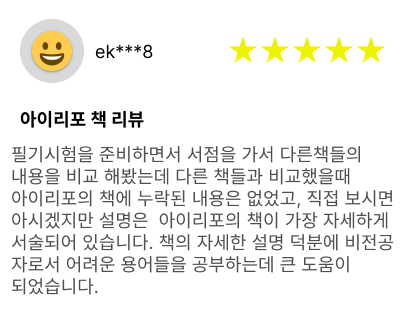 ek***8
★★★★★
아이리포 책 리뷰
필기시험을 준비하면서 서점을 가서 다른책들의
내용을 비교 해봤는데 다른 책들과 비교했을때
아이리포의 책에 누락된 내용은 없었고, 직접 보시면
아시겠지만 설명은  아이리포의 책이 가장 자세하게
서술되어 있습니다. 책의 자세한 설명 덕분에 비전공
자로서 어려운 용어들을 공부하는데 큰 도움이
되었습니다.